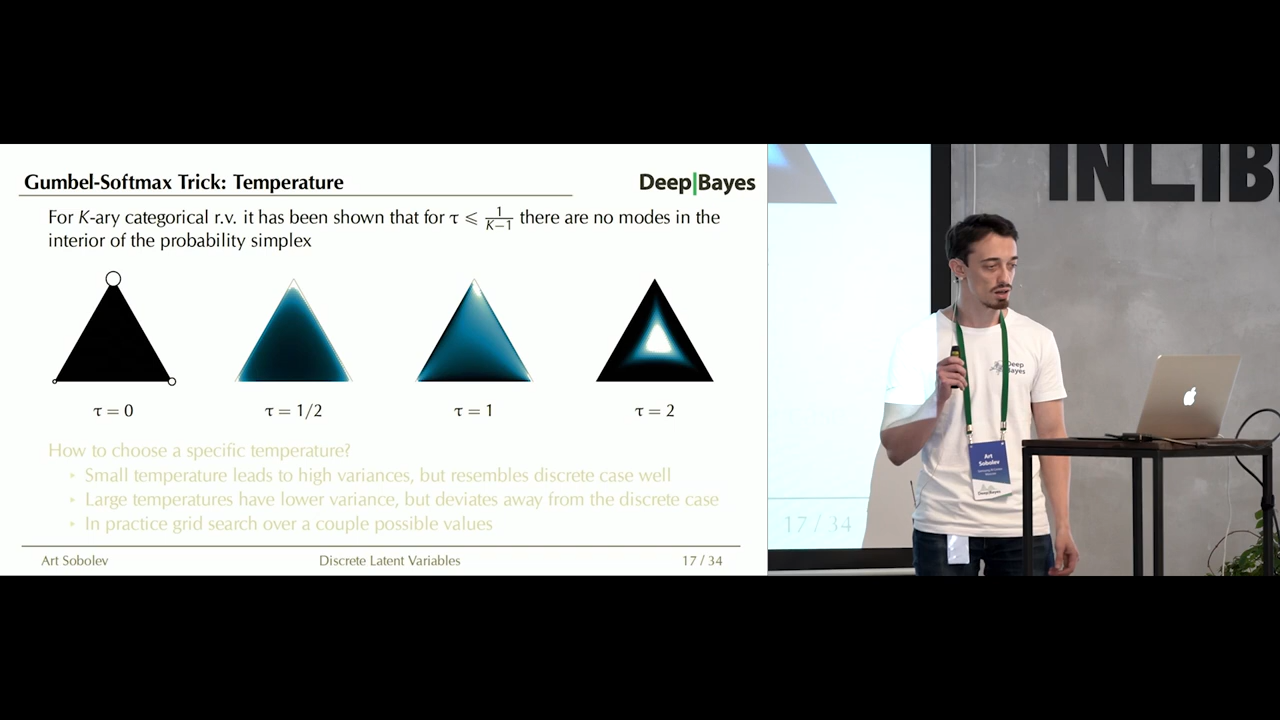 Gumbel-Softmax Trick: Temperature
Deep|Bayes
For K-ary categorical r.v. it has been shown that for τ ⩽ 1/(K−1) there are no modes in the
interior of the probability simplex
τ = 0
τ = 1/2
τ = 1
τ = 2
How to choose a specific temperature?
‣ Small temperature leads to high variances, but resembles discrete case well
‣ Large temperatures have lower variance, but deviates away from the discrete case
‣ In practice grid search over a couple possible values
Art Sobolev
Discrete Latent Variables
17 / 34
INLIB
Deep
Bayes
Art
Sobolev
Deep|Bayes
17 / 34